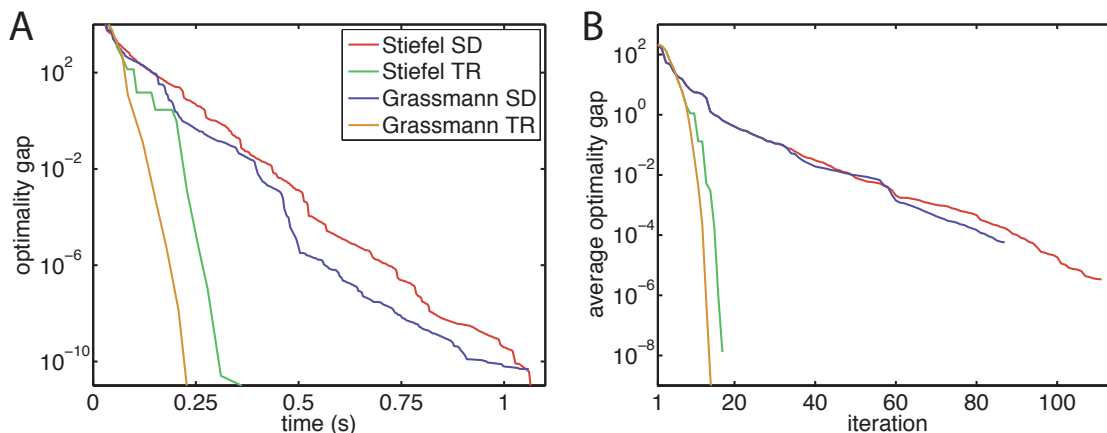 A
optimality gap
10^2
10^-2
10^-6
10^-10
0
0.25
0.5
0.75
1
time (s)
Stiefel SD
Stiefel TR
Grassmann SD
Grassmann TR
B
average optimality gap
10^2
10^0
10^-2
10^-4
10^-6
10^-8
1
20
40
60
80
100
iteration